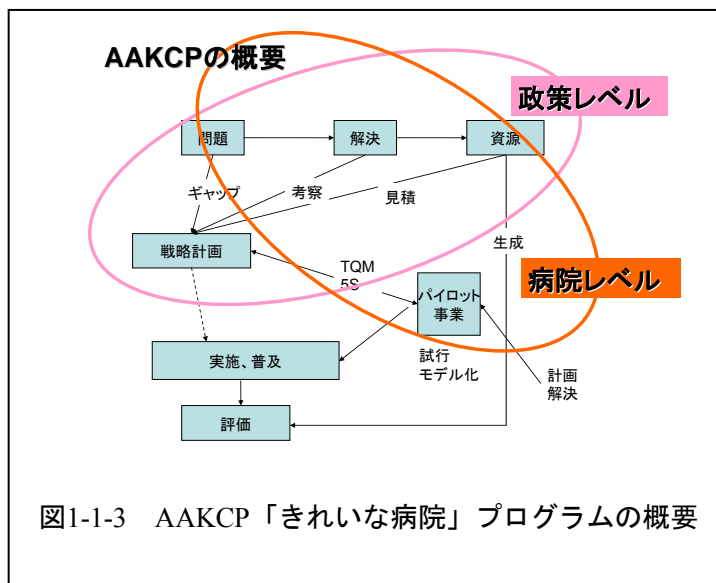 AAKCPの概要
政策レベル
問題
解決
資源
ギャップ
考察
見積
戦略計画
生成
TQM
5S
病院レベル
パイロット
事業
試行
モデル化
計画
解決
実施、普及
評価
図1-1-3 AAKCP「きれいな病院」プログラムの概要